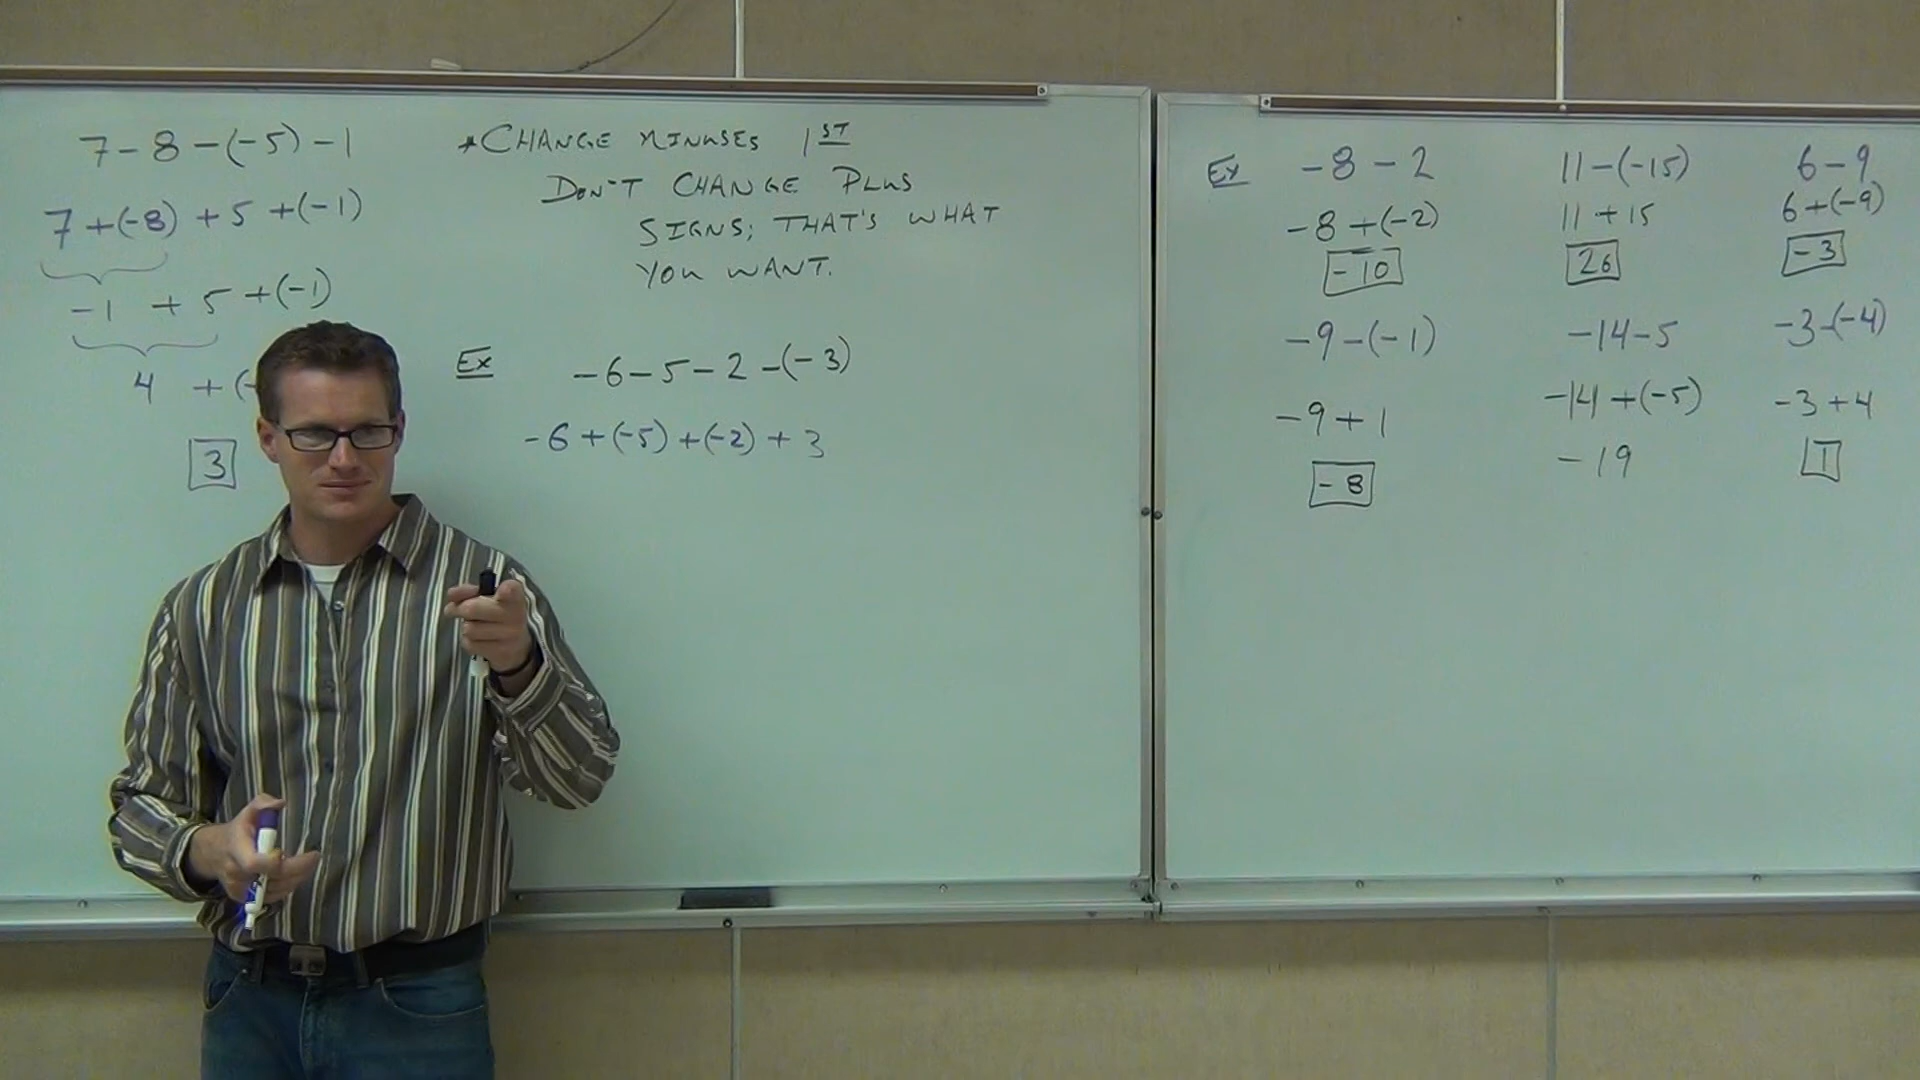 7 - 8 - (-5) - 1
7 + (-8) + 5 + (-1)
-1 + 5 + (-1)
4 + (-
3
* CHANGE MINUSES 1ST
DON'T CHANGE PLUS
SIGNS; THAT'S WHAT
YOU WANT.
Ex -6 - 5 - 2 - (-3)
-6 + (-5) + (-2) + 3
Ex -8 - 2 11 - (-15) 6 - 9
-8 + (-2) 11 + 15 6 + (-9)
-10 26 -3
-9 - (-1) -14 - 5 -3 - (-4)
-9 + 1 -14 + (-5) -3 + 4
-8 -19 1